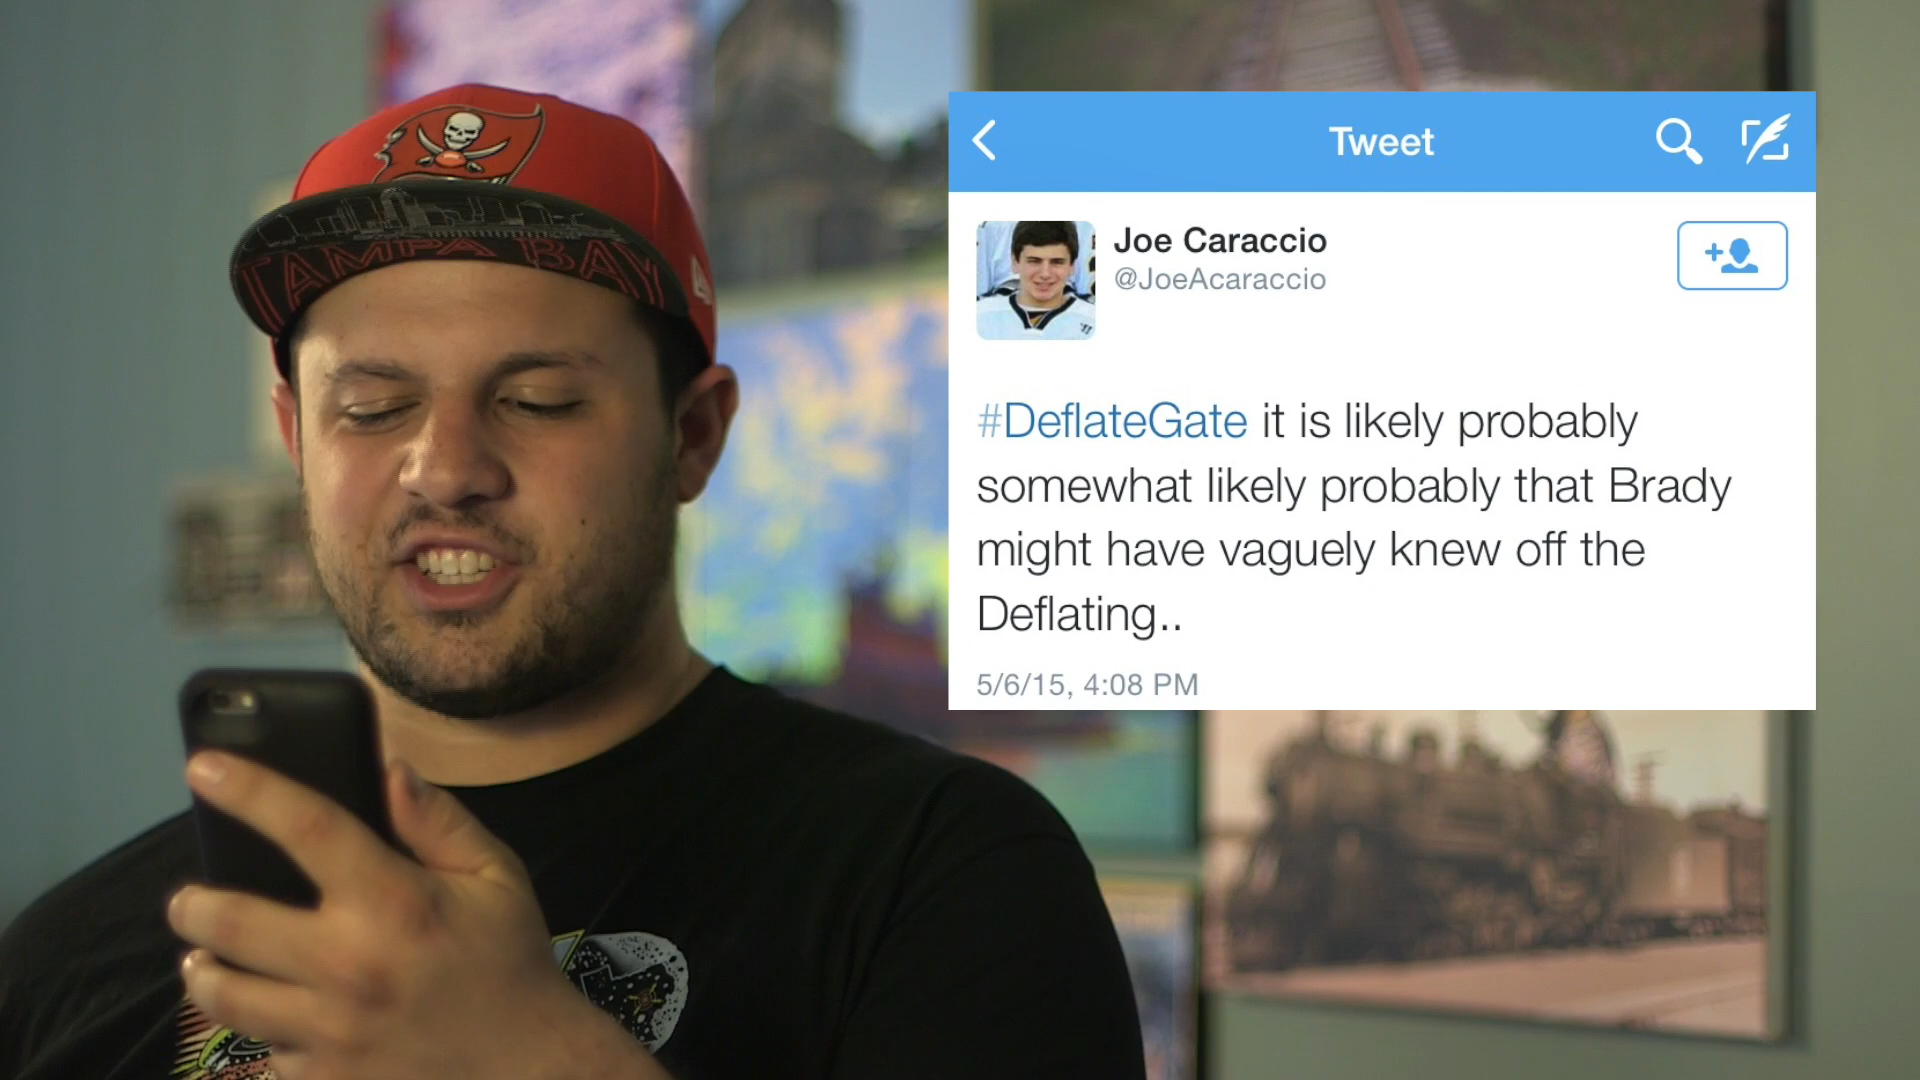 TAMPA BAY
Tweet
Joe Caraccio
@JoeAcaraccio
#DeflateGate it is likely probably
somewhat likely probably that Brady
might have vaguely knew off the
Deflating..
5/6/15, 4:08 PM